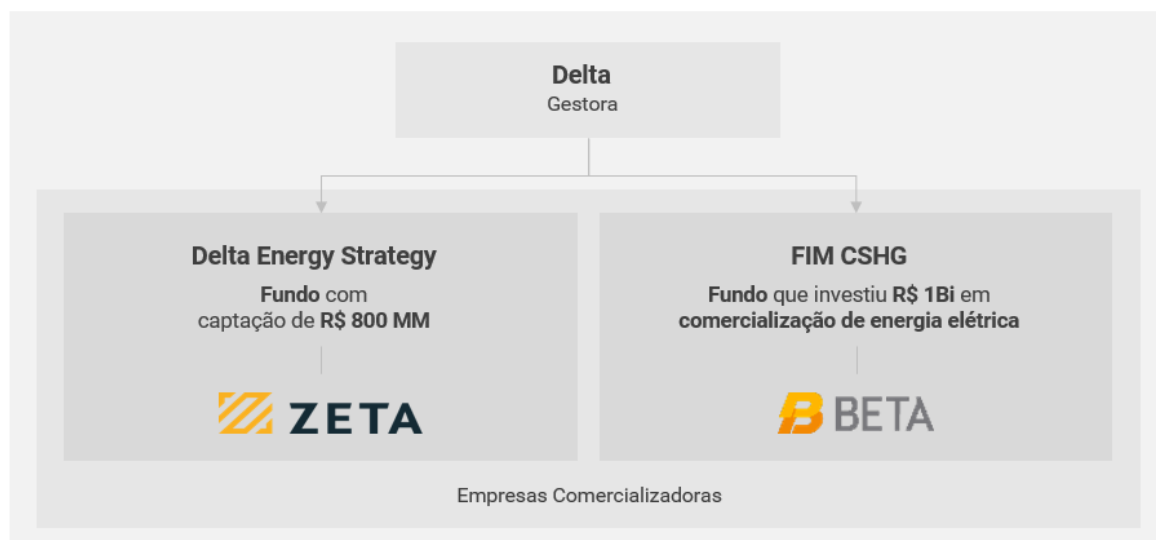 Delta
Gestora
Delta Energy Strategy
Fundo com
captação de R$ 800 MM
ZETA
FIM CSHG
Fundo que investiu R$ 1Bi em
comercialização de energia elétrica
BETA
Empresas Comercializadoras